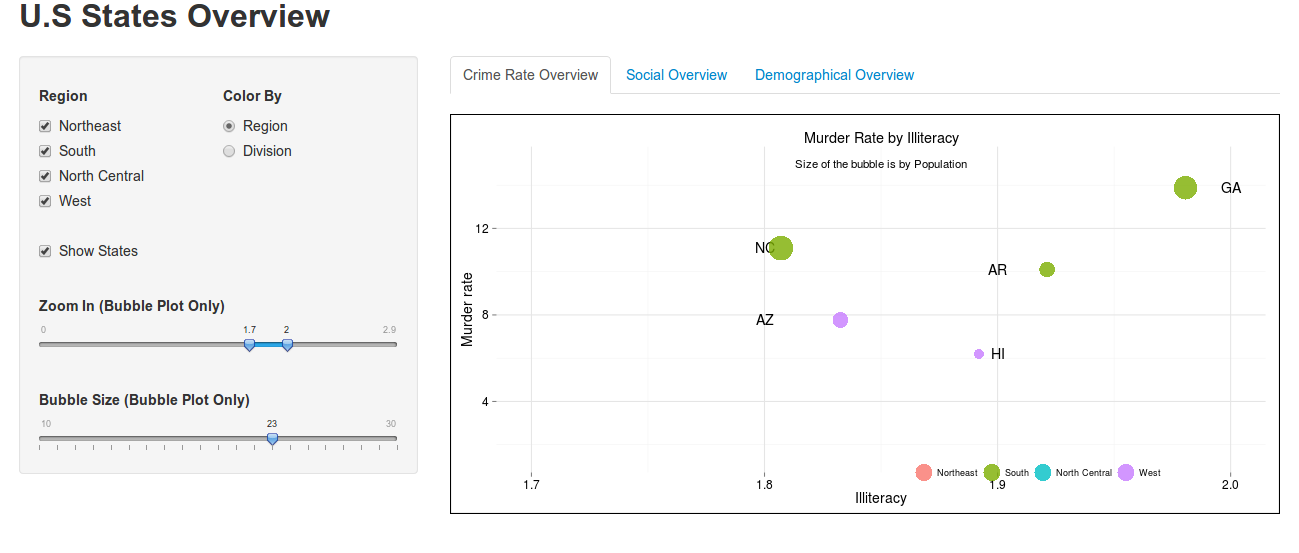 U.S States Overview
Region
Color By
Northeast
South
North Central
West
Region
Division
Show States
Zoom In (Bubble Plot Only)
0
1.7
2
2.9
Bubble Size (Bubble Plot Only)
10
23
30
Crime Rate Overview
Social Overview
Demographical Overview
Murder Rate by Illiteracy
Size of the bubble is by Population
Murder rate
12
8
4
GA
NC
AR
AZ
HI
Northeast
South
North Central
West
1.7
1.8
1.9
2.0
Illiteracy